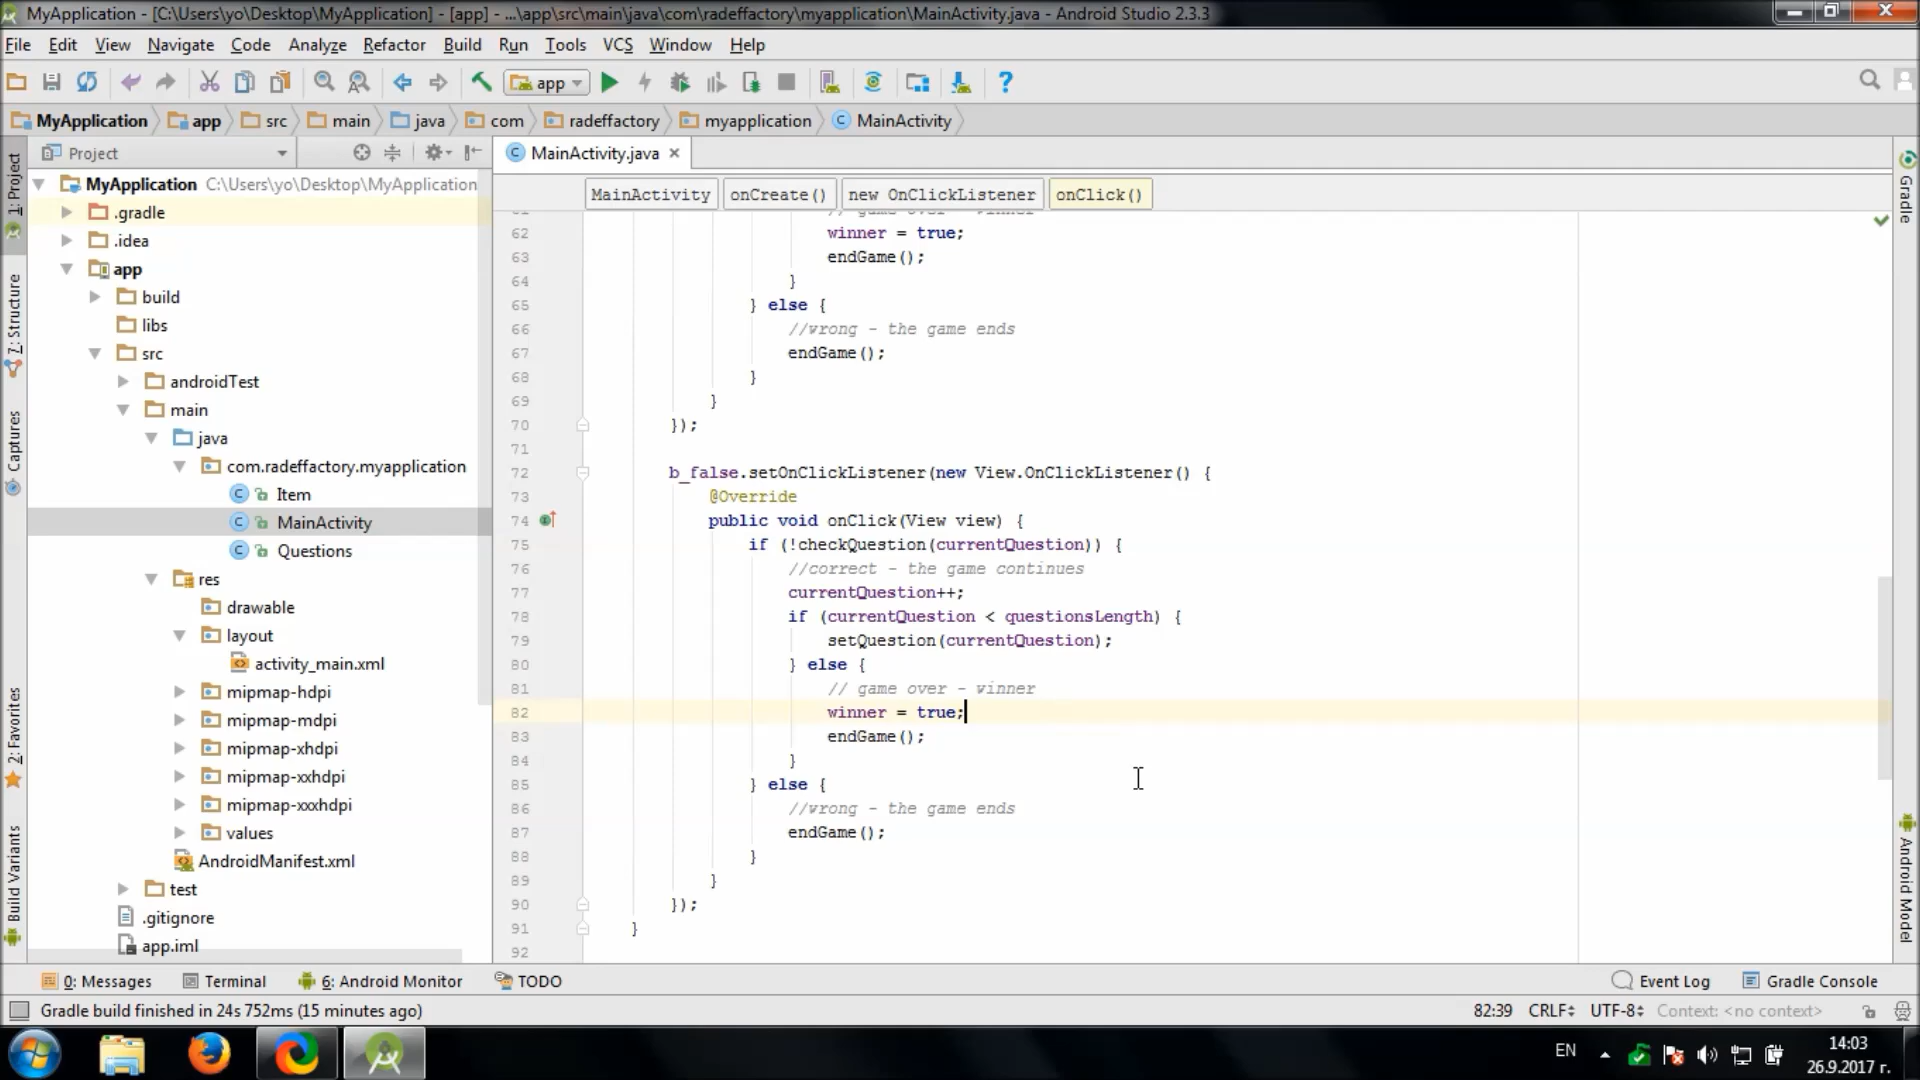 MyApplication - [C:\Users\yo\Desktop\MyApplication] - [app] - ...\app\src\main\java\com\radeffactory\myapplication\MainActivity.java - Android Studio 2.3.3
File Edit View Navigate Code Analyze Refactor Build Run Tools VCS Window Help
app
MyApplication app src main java com radeffactory myapplication MainActivity
Project
MainActivity.java
MainActivity onCreate() new OnClickListener onClick()
1: Project
7: Structure
Captures
2: Favorites
Build Variants
MyApplication C:\Users\yo\Desktop\MyApplication
.gradle
.idea
app
build
libs
src
androidTest
main
java
com.radeffactory.myapplication
Item
MainActivity
Questions
res
drawable
layout
activity_main.xml
mipmap-hdpi
mipmap-mdpi
mipmap-xhdpi
mipmap-xxhdpi
mipmap-xxxhdpi
values
AndroidManifest.xml
test
.gitignore
app.iml
61 // game over - winner
62 winner = true;
63 endGame();
64 }
65 } else {
66 //wrong - the game ends
67 endGame();
68 }
69 }
70 });
71
72 b_false.setOnClickListener(new View.OnClickListener() {
73 @Override
74 public void onClick(View view) {
75 if (!checkQuestion(currentQuestion)) {
76 //correct - the game continues
77 currentQuestion++;
78 if (currentQuestion < questionsLength) {
79 setQuestion(currentQuestion);
80 } else {
81 // game over - winner
82 winner = true;
83 endGame();
84 }
85 } else {
86 //wrong - the game ends
87 endGame();
88 }
89 }
90 });
91 }
92
Gradle
Android Model
0: Messages Terminal 6: Android Monitor TODO Event Log Gradle Console
Gradle build finished in 24s 752ms (15 minutes ago) 82:39 CRLF UTF-8 Context: <no context>
EN
14:03
26.9.2017 г.